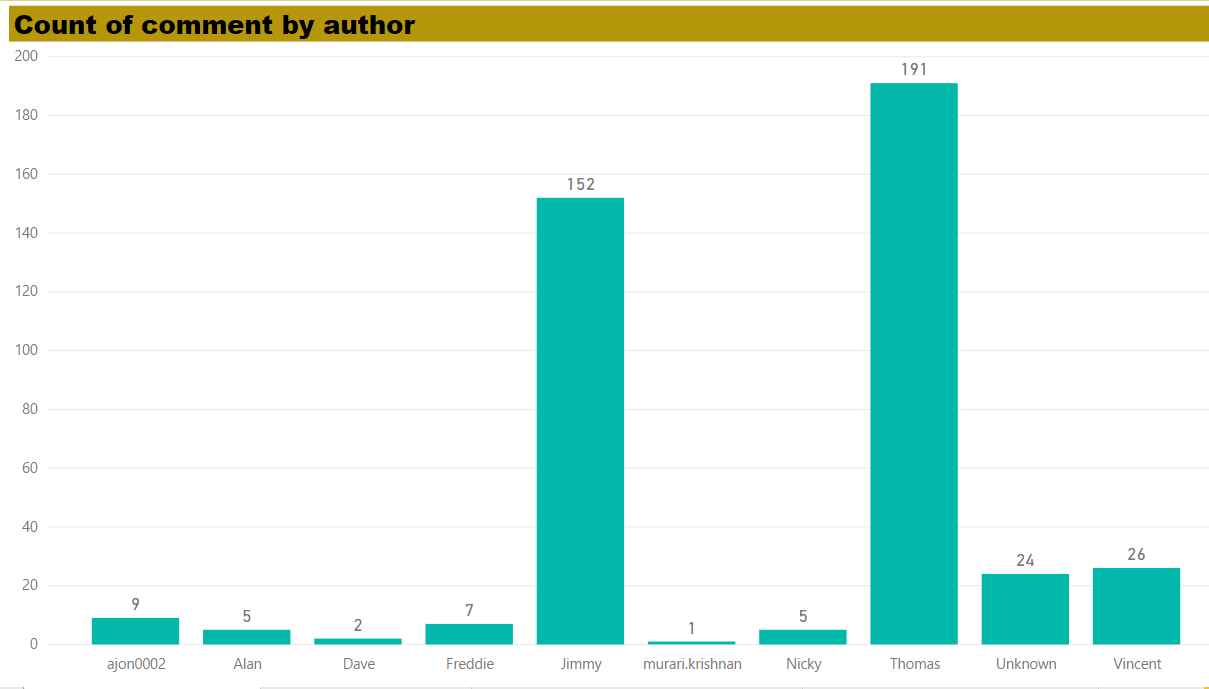 Count of comment by author
200
180
160
140
120
100
80
60
40
20
0
9
5
2
7
152
1
5
191
24
26
ajon0002
Alan
Dave
Freddie
Jimmy
murari.krishnan
Nicky
Thomas
Unknown
Vincent